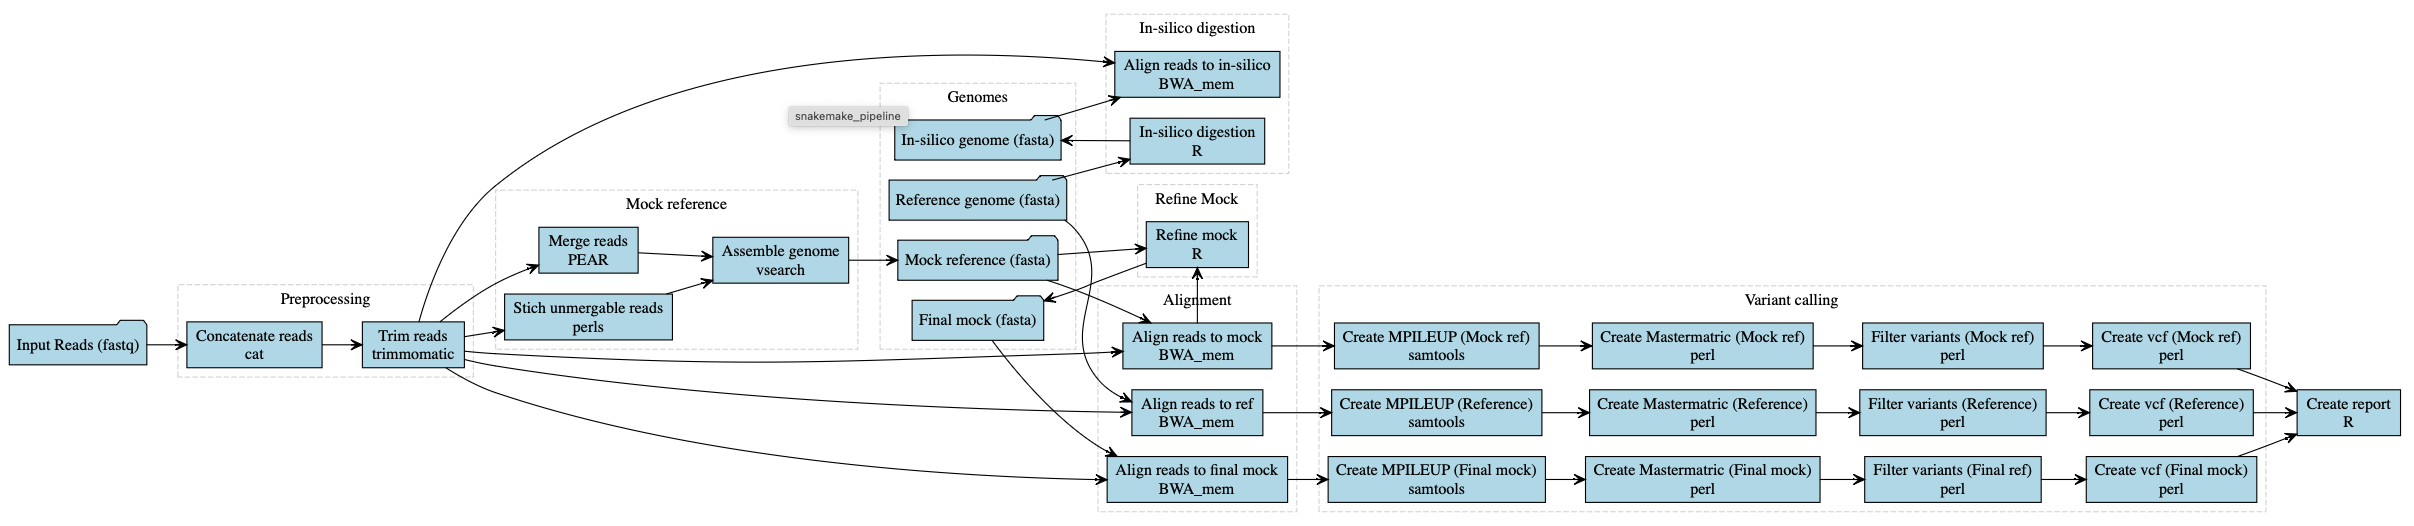 In-silico digestion
Align reads to in-silico
BWA_mem
Genomes
snakemake_pipeline
In-silico genome (fasta)
In-silico digestion
R
Reference genome (fasta)
Refine Mock
Mock reference
Merge reads
PEAR
Assemble genome
vsearch
Mock reference (fasta)
Refine mock
R
Stich unmergable reads
perls
Final mock (fasta)
Preprocessing
Input Reads (fastq)
Concatenate reads
cat
Trim reads
trimmomatic
Alignment
Align reads to mock
BWA_mem
Align reads to ref
BWA_mem
Align reads to final mock
BWA_mem
Variant calling
Create MPILEUP (Mock ref)
samtools
Create Mastermatric (Mock ref)
perl
Filter variants (Mock ref)
perl
Create vcf (Mock ref)
perl
Create MPILEUP (Reference)
samtools
Create Mastermatric (Reference)
perl
Filter variants (Reference)
perl
Create vcf (Reference)
perl
Create MPILEUP (Final mock)
samtools
Create Mastermatric (Final mock)
perl
Filter variants (Final ref)
perl
Create vcf (Final mock)
perl
Create report
R